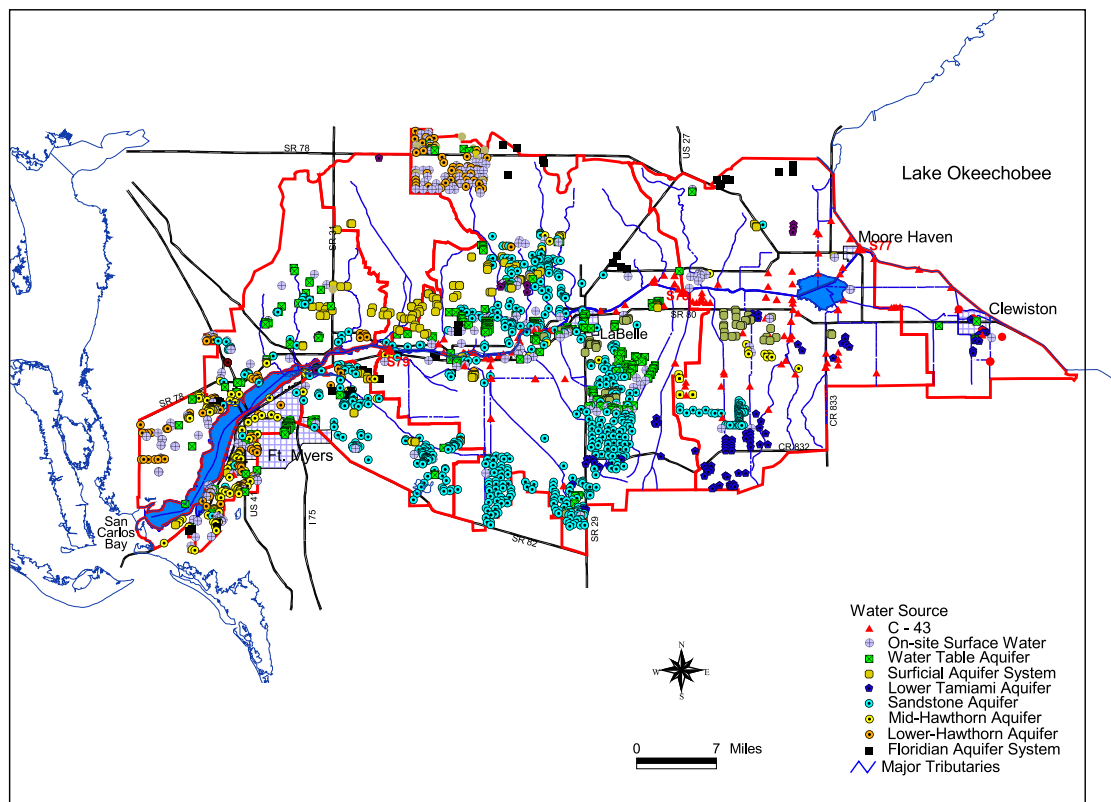 SR 78
US 27
Lake Okeechobee
SR 31
Moore Haven
S77
Clewiston
SR 80
LaBelle
S79
SR 78
CR 833
CR 832
Ft. Myers
San
Carlos
Bay
US 4
I 75
SR 82
SR 29
Water Source
C - 43
On-site Surface Water
Water Table Aquifer
Surficial Aquifer System
Lower Tamiami Aquifer
Sandstone Aquifer
Mid-Hawthorn Aquifer
Lower-Hawthorn Aquifer
Floridian Aquifer System
Major Tributaries
N
W
E
S
0
7
Miles